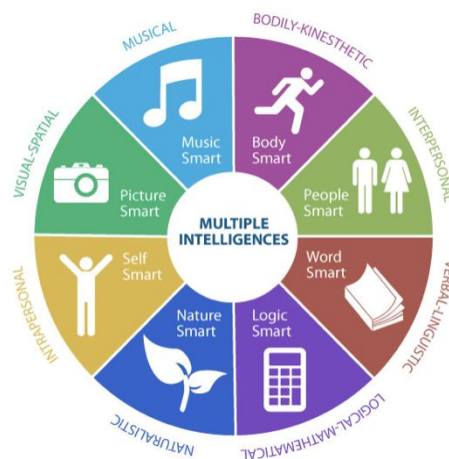 MUSICAL
BODILY-KINESTHETIC
INTERPERSONAL
VERBAL-LINGUISTIC
LOGICAL-MATHEMATICAL
NATURALISTIC
INTRAPERSONAL
VISUAL-SPATIAL
Music
Smart
Body
Smart
People
Smart
Word
Smart
Logic
Smart
Nature
Smart
Self
Smart
Picture
Smart
MULTIPLE
INTELLIGENCES